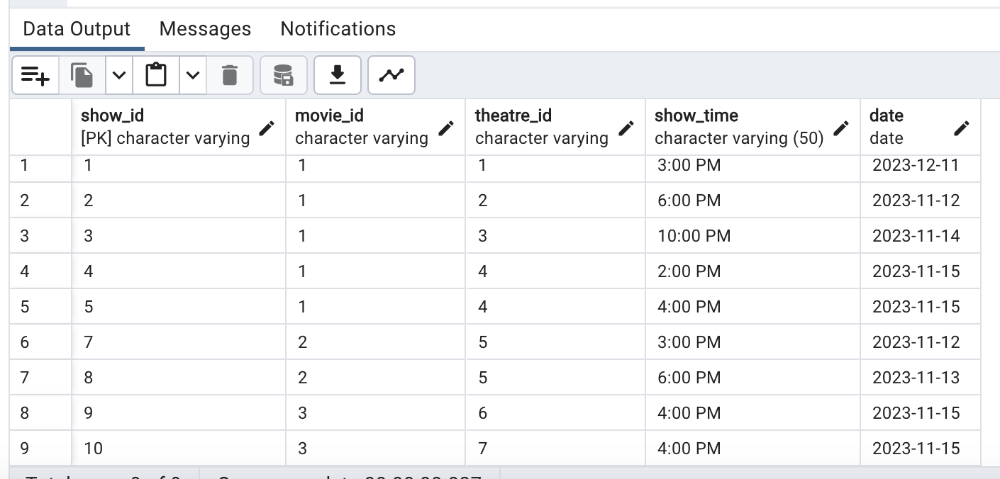 Data Output Messages Notifications
show_id movie_id theatre_id show_time date
[PK] character varying character varying character varying character varying (50) date
1 1 1 1 3:00 PM 2023-12-11
2 2 1 2 6:00 PM 2023-11-12
3 3 1 3 10:00 PM 2023-11-14
4 4 1 4 2:00 PM 2023-11-15
5 5 1 4 4:00 PM 2023-11-15
6 7 2 5 3:00 PM 2023-11-12
7 8 2 5 6:00 PM 2023-11-13
8 9 3 6 4:00 PM 2023-11-15
9 10 3 7 4:00 PM 2023-11-15